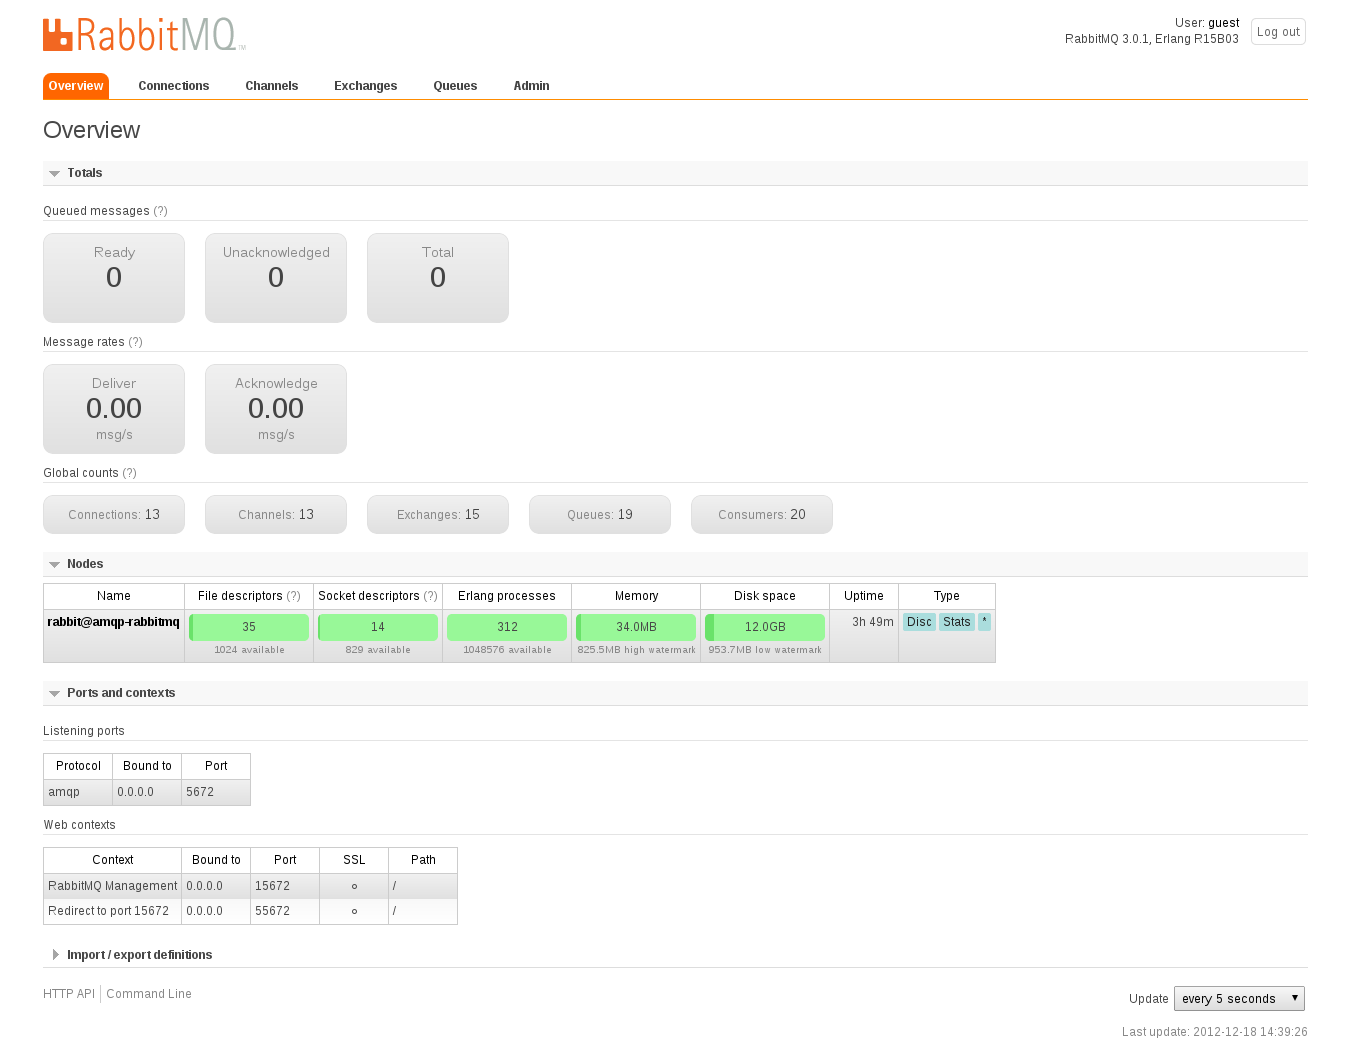 RabbitMQ™
User: guest
RabbitMQ 3.0.1, Erlang R15B03
Log out
Overview Connections Channels Exchanges Queues Admin
Overview
Totals
Queued messages (?)
Ready Unacknowledged Total
0 0 0
Message rates (?)
Deliver Acknowledge
0.00 0.00
msg/s msg/s
Global counts (?)
Connections: 13 Channels: 13 Exchanges: 15 Queues: 19 Consumers: 20
Nodes
Name File descriptors (?) Socket descriptors (?) Erlang processes Memory Disk space Uptime Type
rabbit@amqp-rabbitmq 35 14 312 34.0MB 12.0GB 3h 49m Disc Stats *
1024 available 829 available 1048576 available 825.5MB high watermark 953.7MB low watermark
Ports and contexts
Listening ports
Protocol Bound to Port
amqp 0.0.0.0 5672
Web contexts
Context Bound to Port SSL Path
RabbitMQ Management 0.0.0.0 15672 ○ /
Redirect to port 15672 0.0.0.0 55672 ○ /
Import / export definitions
HTTP API Command Line
Update every 5 seconds
Last update: 2012-12-18 14:39:26